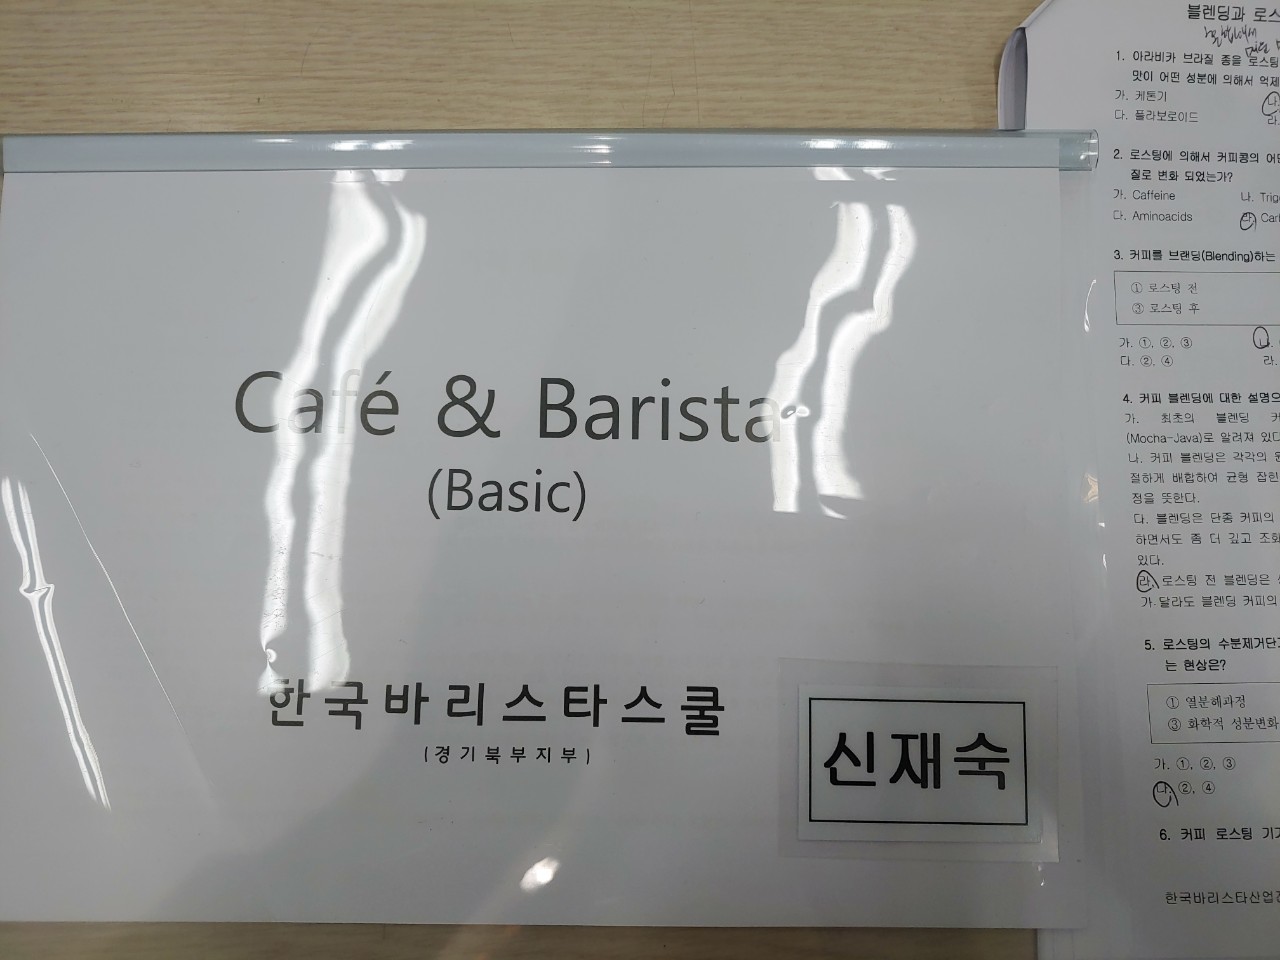 Café & Barista
(Basic)
한국바리스타스쿨
(경기북부지부)
신재숙
블렌딩과 로스
1. 아라비카 브라질 종을 로스팅
맛이 어떤 성분에 의해서 억제
가. 케톤기
나
다. 플라보로이드
라.
2. 로스팅에 의해서 커피콩의 어떤
질로 변화 되었는가?
가. Caffeine
나. Trig
다. Aminoacids
라. Car
3. 커피를 브랜딩(Blending)하는
① 로스팅 전
③ 로스팅 후
가. ①, ②, ③
나.
다. ②, ④
라.
4. 커피 블렌딩에 대한 설명으
가. 최초의 블렌딩 커
(Mocha-Java)로 알려져 있다
나. 커피 블렌딩은 각각의 원
절하게 배합하여 균형 잡힌
정을 뜻한다.
다. 블렌딩은 단종 커피의
하면서도 좀 더 깊고 조화
있다.
라. 로스팅 전 블렌딩은
가 달라도 블렌딩 커피의
5. 로스팅의 수분제거단계
는 현상은?
① 열분해과정
③ 화학적 성분변화
가. ①, ②, ③
다. ②, ④
6. 커피 로스팅 기
한국바리스타산업진